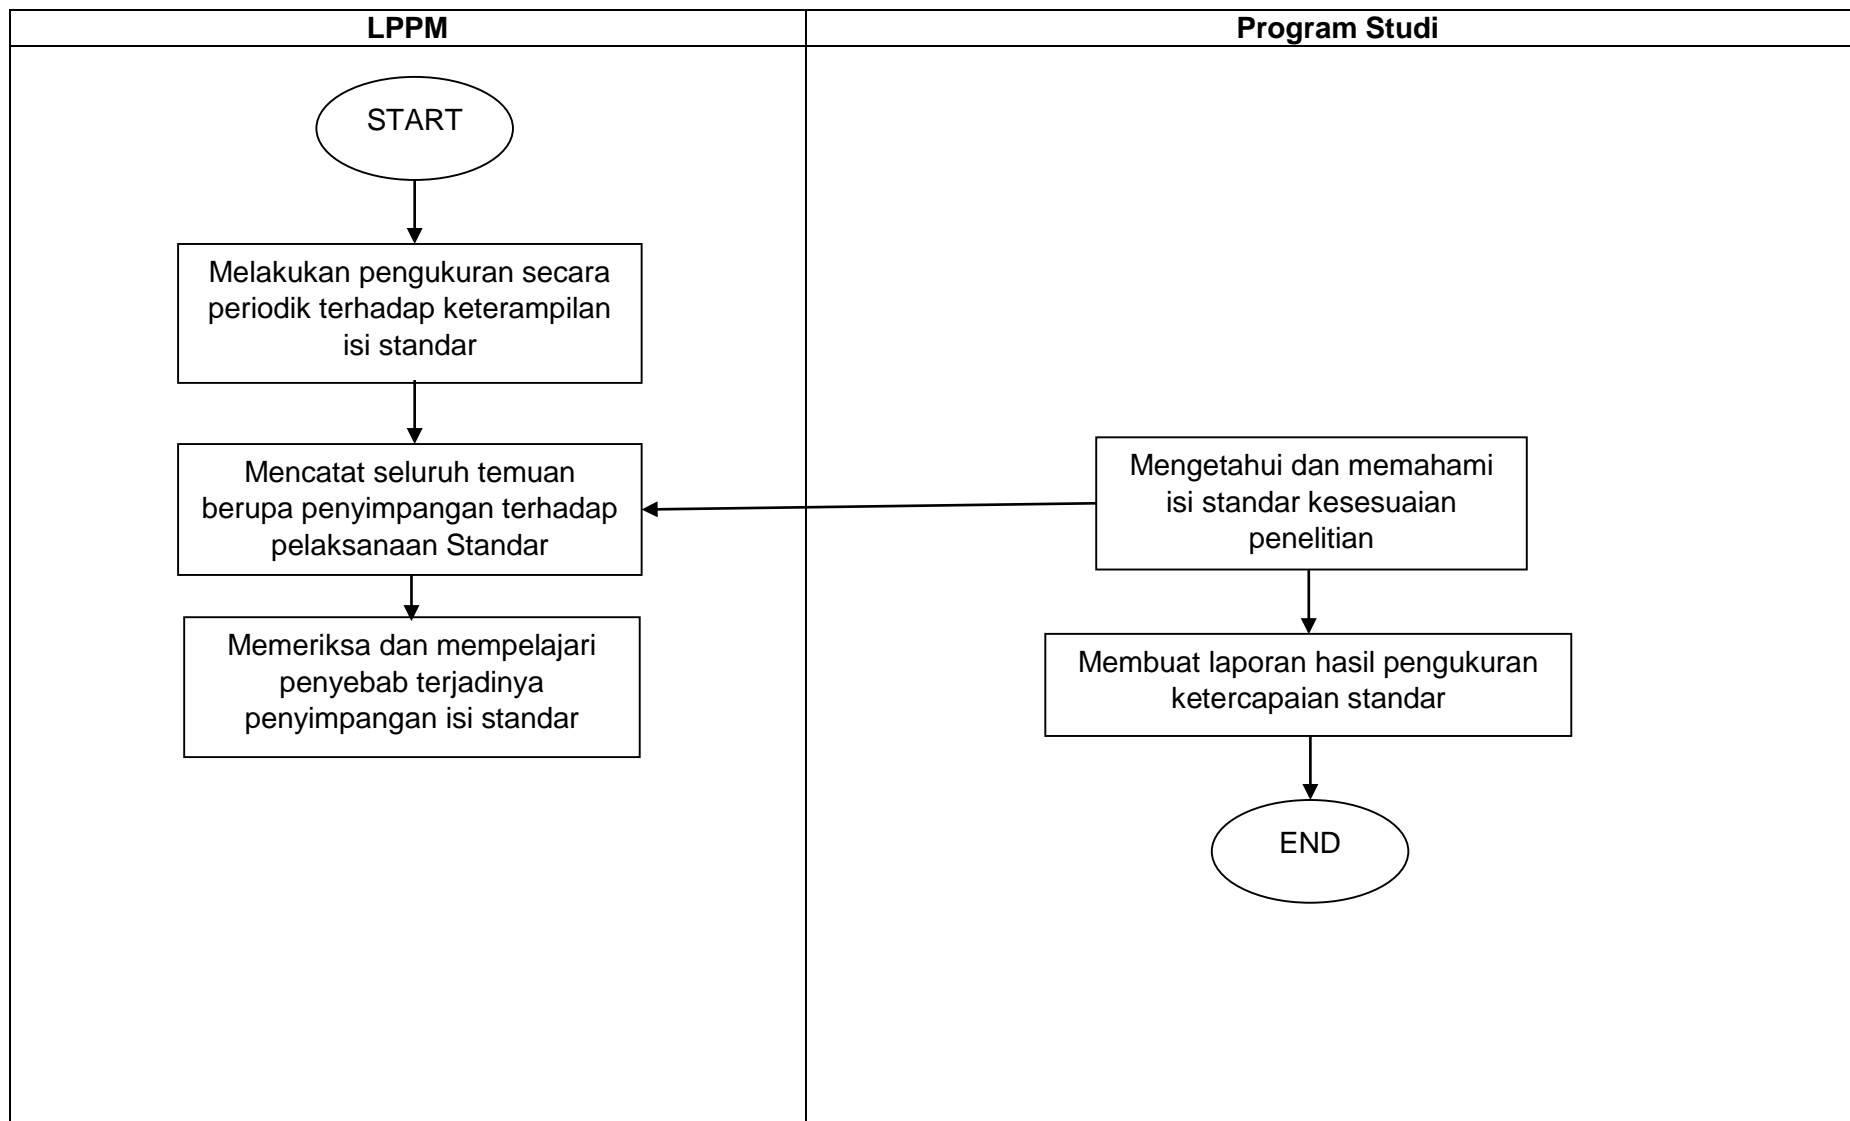 LPPM
Program Studi
START
Melakukan pengukuran secara
periodik terhadap keterampilan
isi standar
Mencatat seluruh temuan
berupa penyimpangan terhadap
pelaksanaan Standar
Memeriksa dan mempelajari
penyebab terjadinya
penyimpangan isi standar
Mengetahui dan memahami
isi standar kesesuaian
penelitian
Membuat laporan hasil pengukuran
ketercapaian standar
END